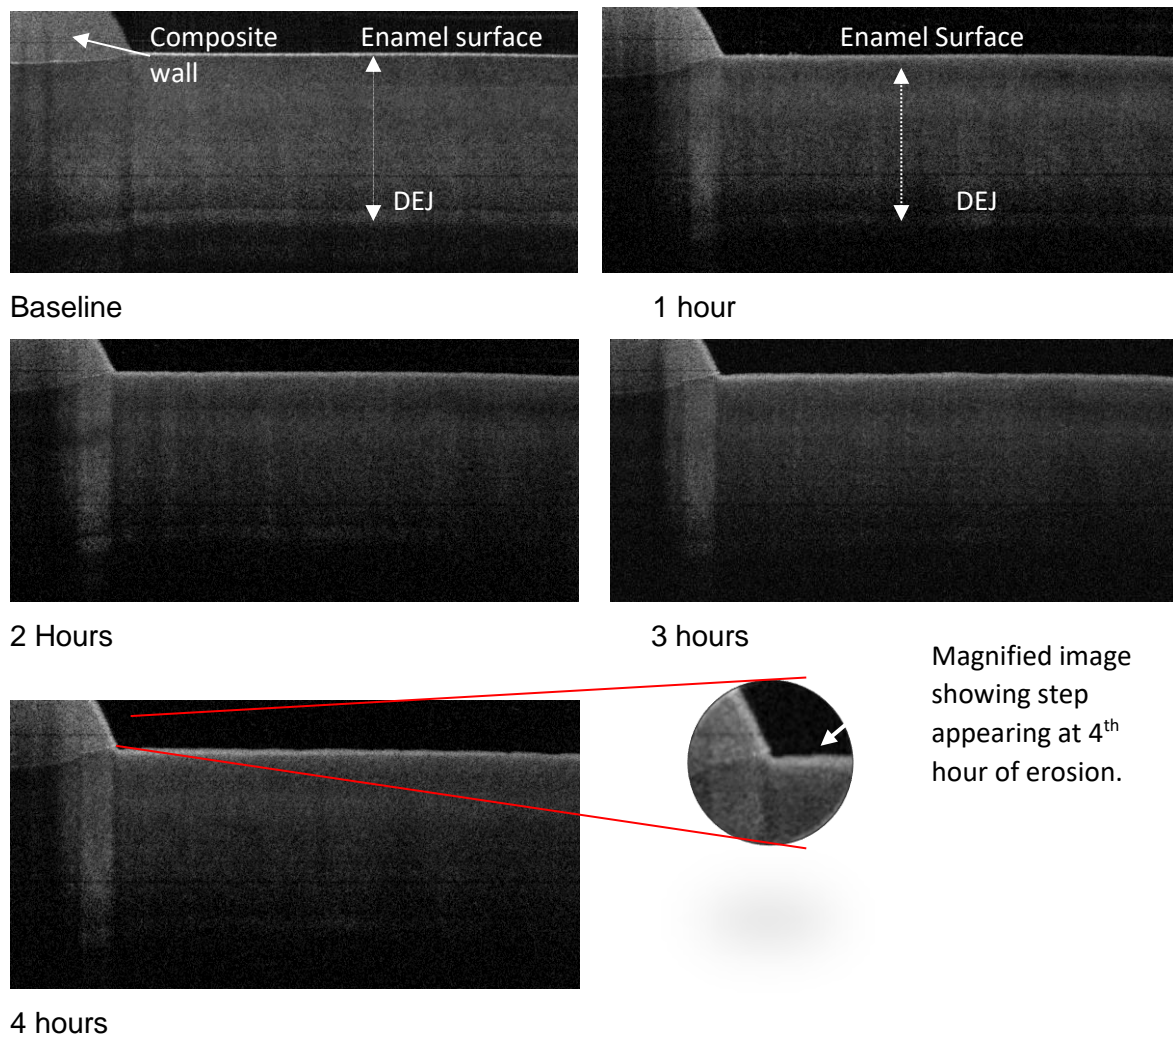 Composite
wall
Enamel surface
DEJ
Enamel Surface
DEJ
Baseline
1 hour
2 Hours
3 hours
Magnified image
showing step
appearing at 4th
hour of erosion.
4 hours